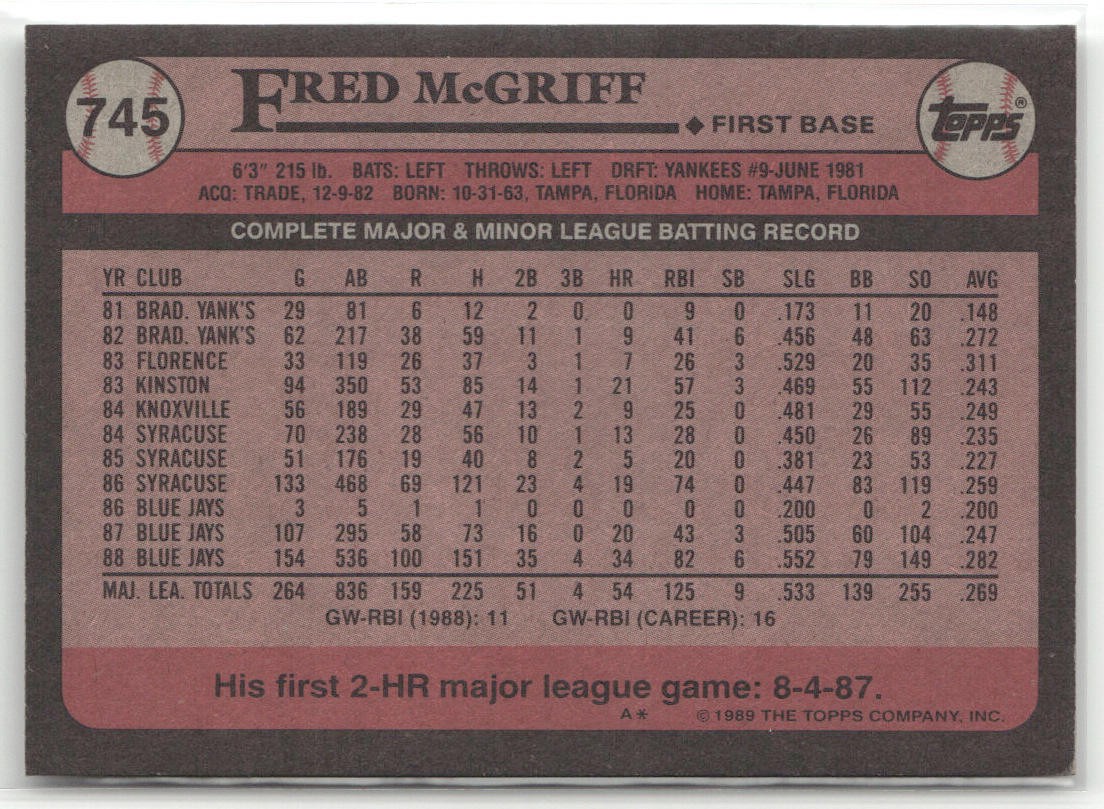 745
FRED McGRIFF
◆ FIRST BASE
TOPPS®
6'3" 215 lb. BATS: LEFT THROWS: LEFT DRFT: YANKEES #9-JUNE 1981
ACQ: TRADE, 12-9-82 BORN: 10-31-63, TAMPA, FLORIDA HOME: TAMPA, FLORIDA
COMPLETE MAJOR & MINOR LEAGUE BATTING RECORD
YR CLUB G AB R H 2B 3B HR RBI SB SLG BB SO AVG
81 BRAD. YANK'S 29 81 6 12 2 0 0 9 0 .173 11 20 .148
82 BRAD. YANK'S 62 217 38 59 11 1 9 41 6 .456 48 63 .272
83 FLORENCE 33 119 26 37 3 1 7 26 3 .529 20 35 .311
83 KINSTON 94 350 53 85 14 1 21 57 3 .469 55 112 .243
84 KNOXVILLE 56 189 29 47 13 2 9 25 0 .481 29 55 .249
84 SYRACUSE 70 238 28 56 10 1 13 28 0 .450 26 89 .235
85 SYRACUSE 51 176 19 40 8 2 5 20 0 .381 23 53 .227
86 SYRACUSE 133 468 69 121 23 4 19 74 0 .447 83 119 .259
86 BLUE JAYS 3 5 1 1 0 0 0 0 0 .200 0 2 .200
87 BLUE JAYS 107 295 58 73 16 0 20 43 3 .505 60 104 .247
88 BLUE JAYS 154 536 100 151 35 4 34 82 6 .552 79 149 .282
MAJ. LEA. TOTALS 264 836 159 225 51 4 54 125 9 .533 139 255 .269
GW-RBI (1988): 11 GW-RBI (CAREER): 16
His first 2-HR major league game: 8-4-87.
A* © 1989 THE TOPPS COMPANY, INC.